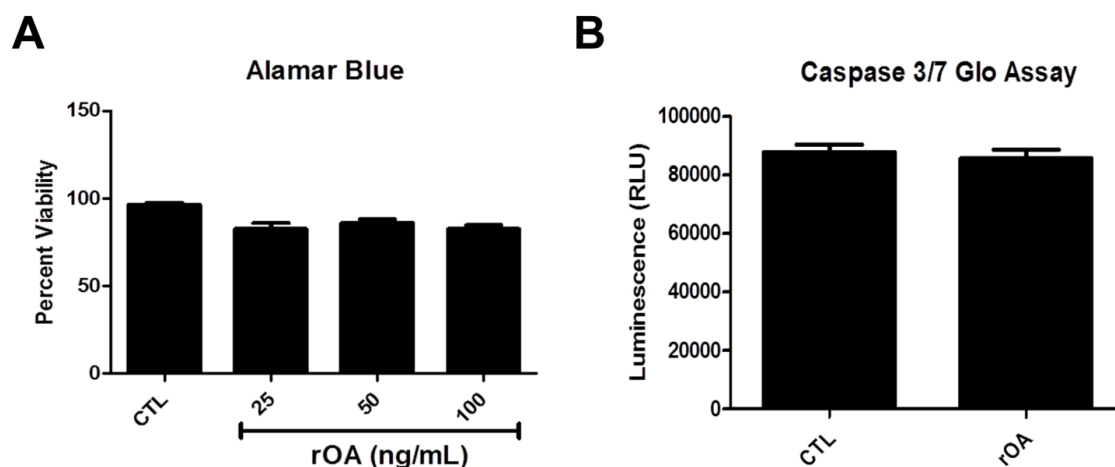 A
Alamar Blue
Percent Viability
150
100
50
0
CTL
25
50
100
rOA (ng/mL)
B
Caspase 3/7 Glo Assay
Luminescence (RLU)
100000
80000
60000
40000
20000
0
CTL
rOA